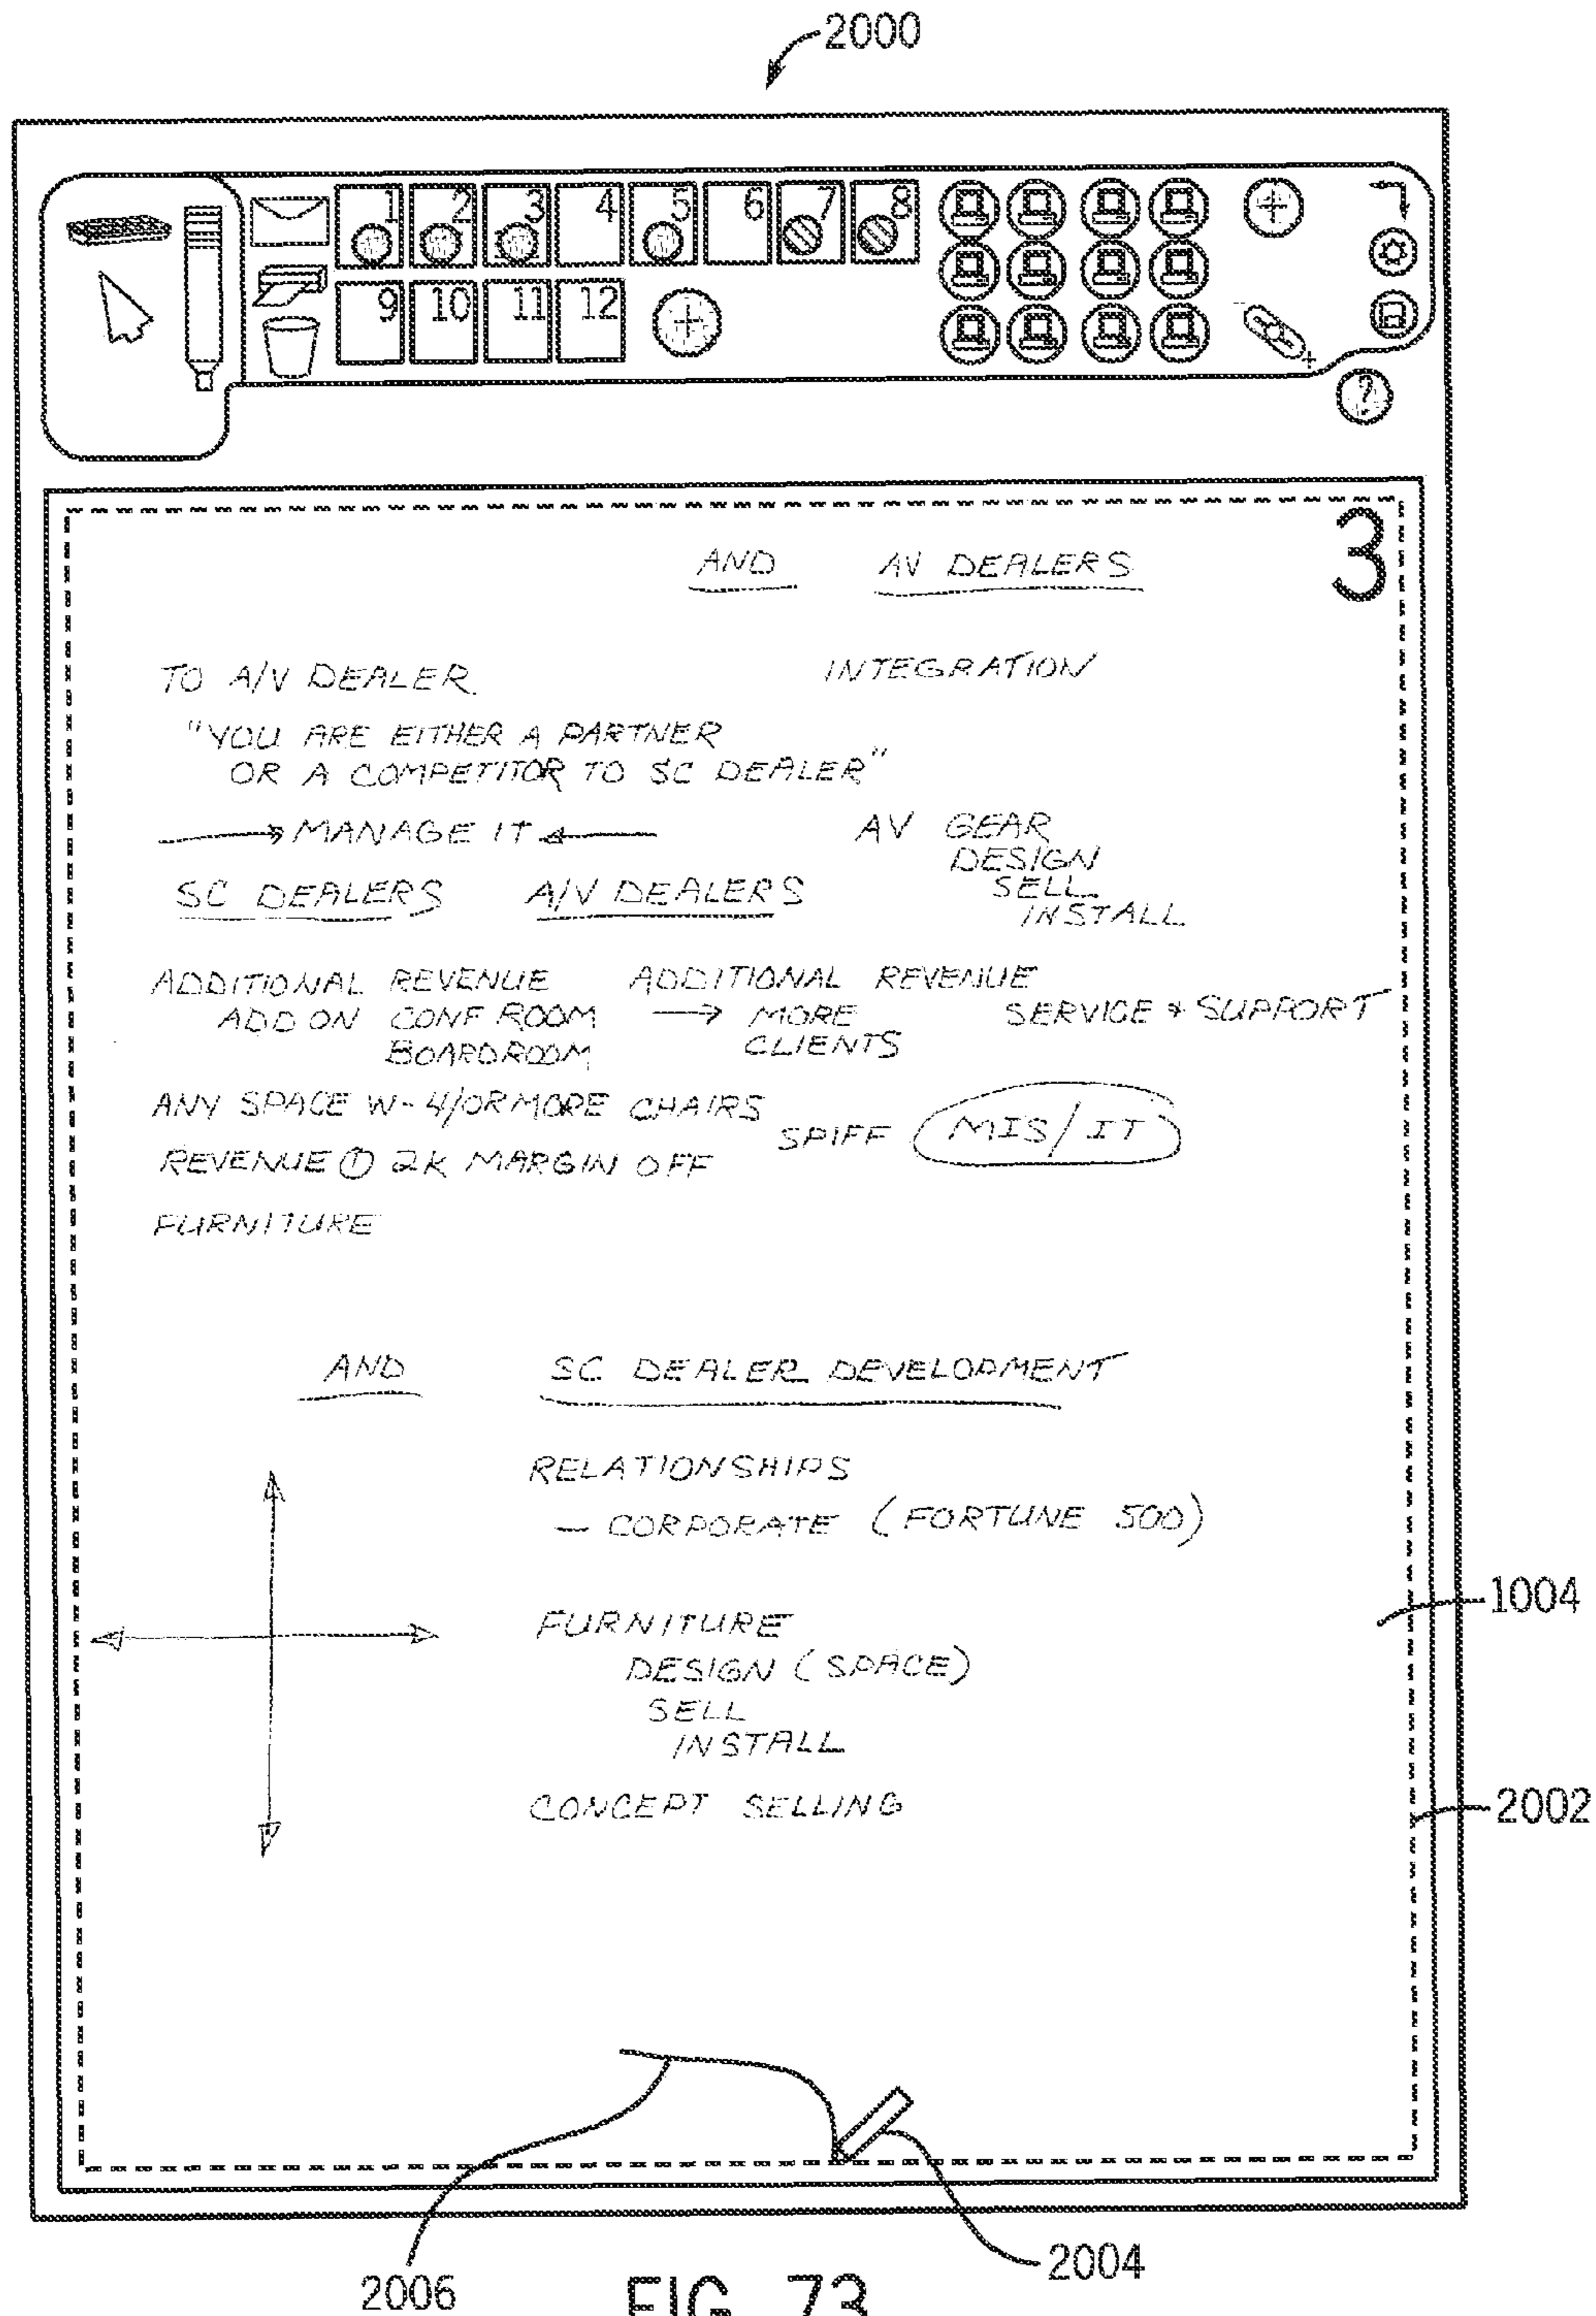 2000
1 2 3 4 5 6 7 8
9 10 11 12
?
3
AND AV DEALERS
TO A/V DEALER INTEGRATION
"YOU ARE EITHER A PARTNER
OR A COMPETITOR TO SC DEALER"
MANAGE IT AV GEAR
DESIGN
SC DEALERS A/V DEALERS SELL
INSTALL
ADDITIONAL REVENUE ADDITIONAL REVENUE
ADD ON CONF ROOM → MORE SERVICE + SUPPORT
BOARDROOM CLIENTS
ANY SPACE W- 4/OR MORE CHAIRS
SPIFF MIS/IT
REVENUE ① 2K MARGIN OFF
FURNITURE
AND SC DEALER DEVELOPMENT
RELATIONSHIPS
— CORPORATE (FORTUNE 500)
1004
FURNITURE
DESIGN (SPACE)
SELL
INSTALL
CONCEPT SELLING
2002
2004
2006
FIG. 73